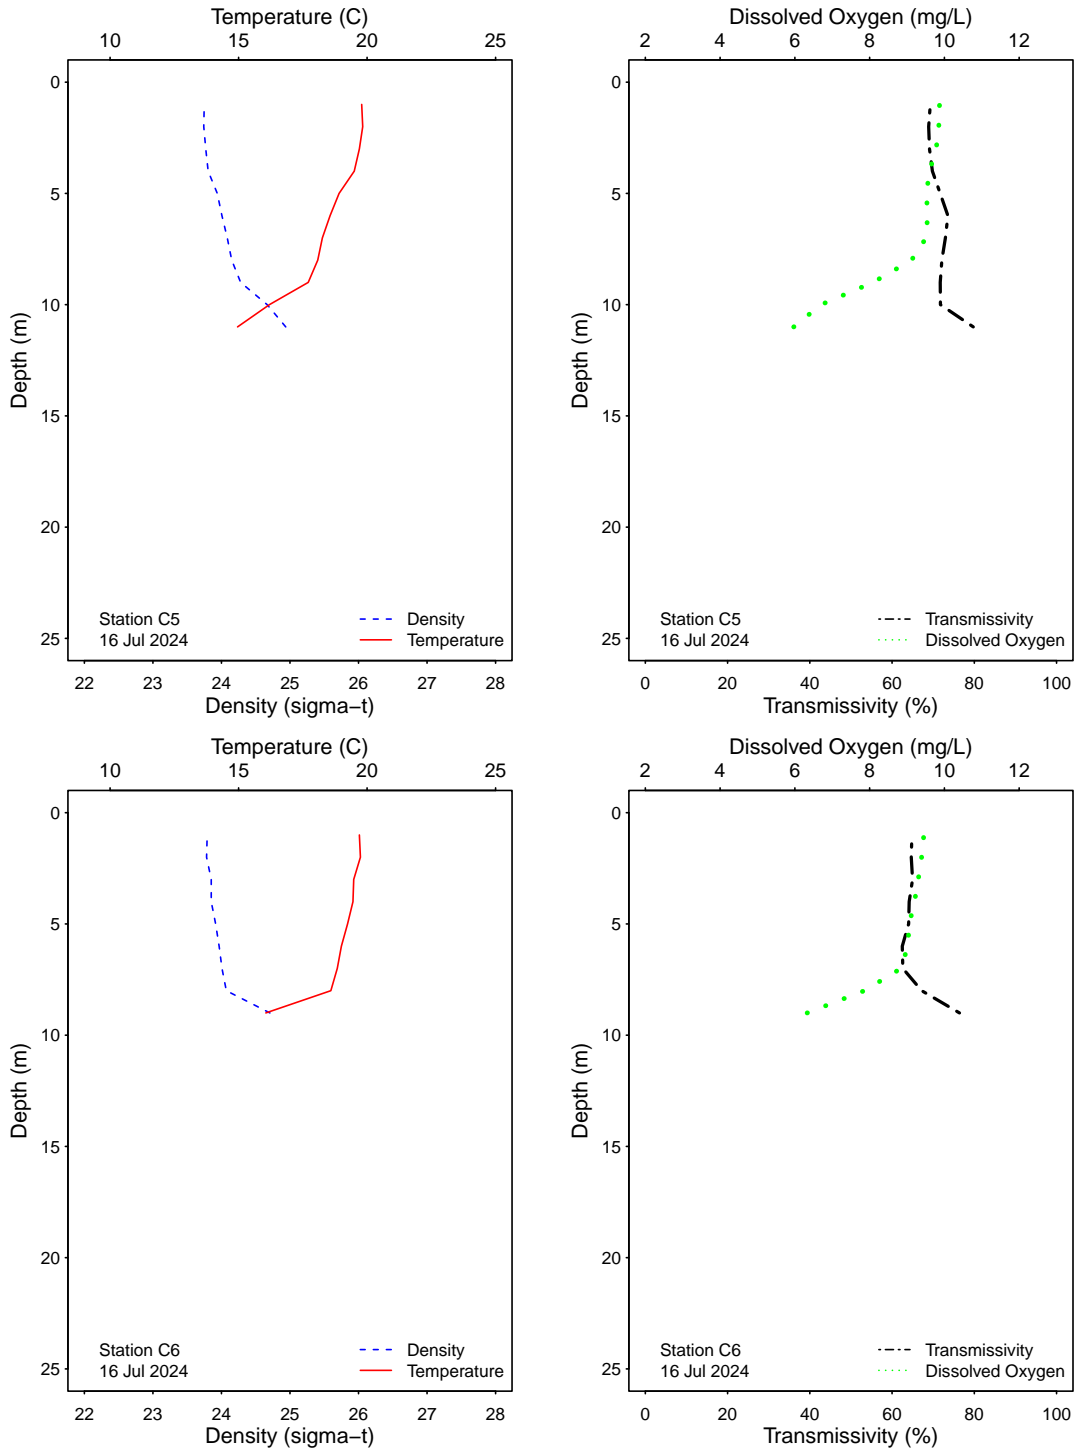 Temperature (C)
10 15 20 25
0
5
10
15
20
25
Depth (m)
Station C5
16 Jul 2024
Density
Temperature
22 23 24 25 26 27 28
Density (sigma−t)
Dissolved Oxygen (mg/L)
2 4 6 8 10 12
0
5
10
15
20
25
Depth (m)
Station C5
16 Jul 2024
Transmissivity
Dissolved Oxygen
0 20 40 60 80 100
Transmissivity (%)
Temperature (C)
10 15 20 25
0
5
10
15
20
25
Depth (m)
Station C6
16 Jul 2024
Density
Temperature
22 23 24 25 26 27 28
Density (sigma−t)
Dissolved Oxygen (mg/L)
2 4 6 8 10 12
0
5
10
15
20
25
Depth (m)
Station C6
16 Jul 2024
Transmissivity
Dissolved Oxygen
0 20 40 60 80 100
Transmissivity (%)